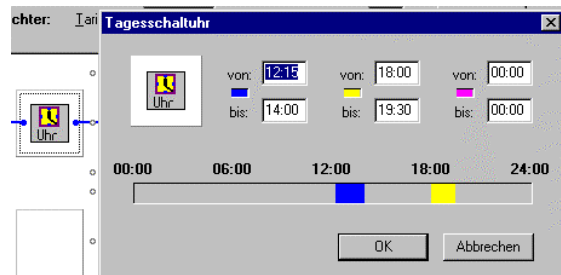 chter: Tari
Tagesschaltuhr
Uhr
von: 12:15 von: 18:00 von: 00:00
bis: 14:00 bis: 19:30 bis: 00:00
Uhr
00:00 06:00 12:00 18:00 24:00
OK Abbrechen